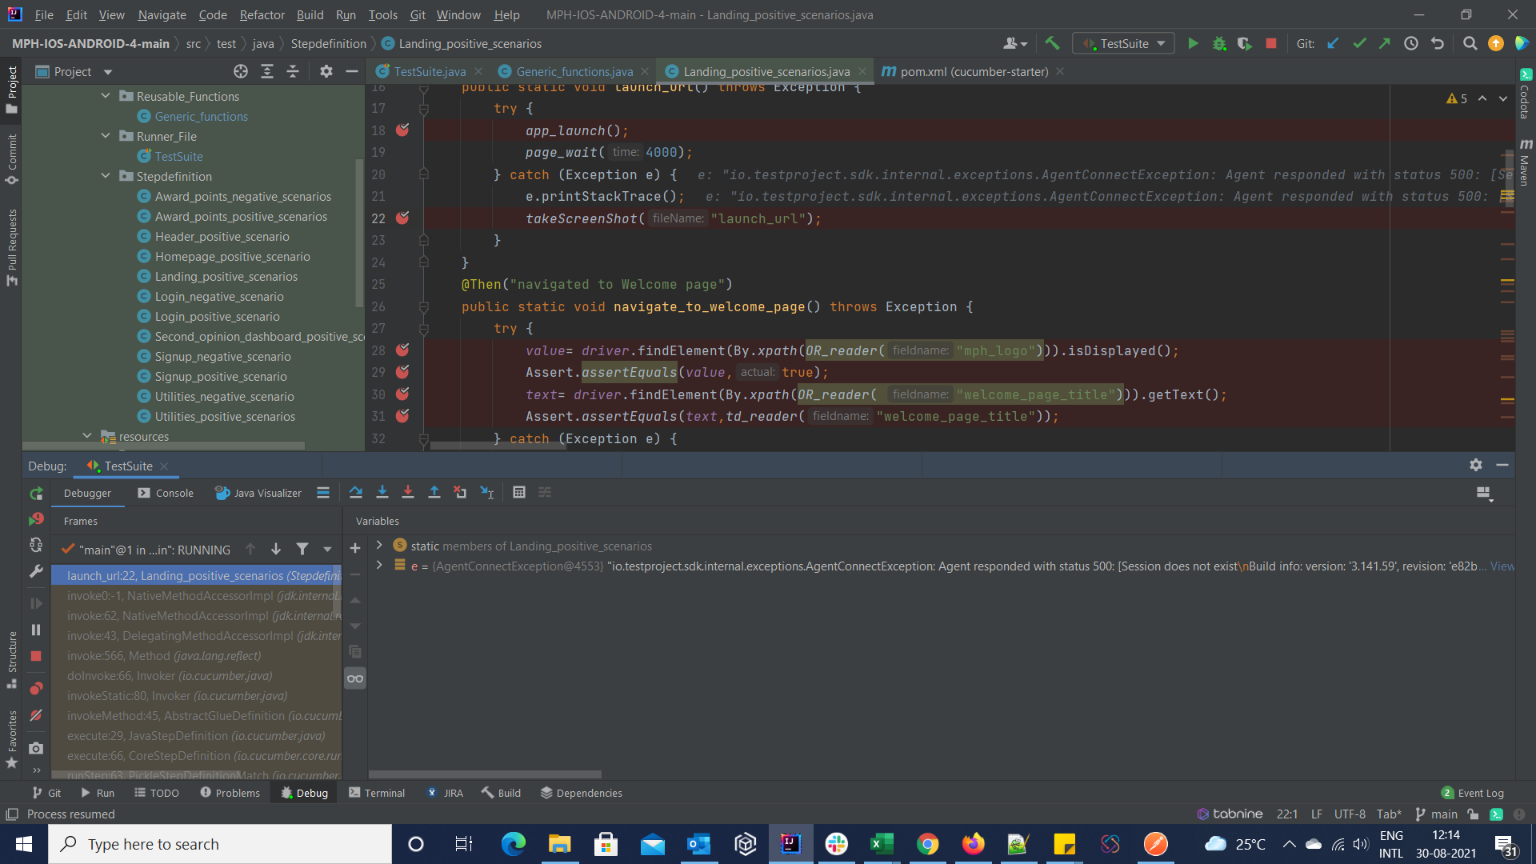 File Edit View Navigate Code Refactor Build Run Tools Git Window Help MPH-IOS-ANDROID-4-main - Landing_positive_scenarios.java
MPH-IOS-ANDROID-4-main src test java Stepdefinition Landing_positive_scenarios TestSuite Git:
Project TestSuite.java Generic_functions.java Landing_positive_scenarios.java pom.xml (cucumber-starter)
Project
Commit
Pull Requests
Structure
Favorites
Reusable_Functions
Generic_functions
Runner_File
TestSuite
Stepdefinition
Award_points_negative_scenarios
Award_points_positive_scenarios
Header_positive_scenario
Homepage_positive_scenario
Landing_positive_scenarios
Login_negative_scenario
Login_positive_scenario
Second_opinion_dashboard_positive_sc
Signup_negative_scenario
Signup_positive_scenario
Utilities_negative_scenario
Utilities_positive_scenarios
resources
5
16 public static void launch_url() throws Exception {
17 try {
18 app_launch();
19 page_wait( time: 4000);
20 } catch (Exception e) { e: "io.testproject.sdk.internal.exceptions.AgentConnectException: Agent responded with status 500: [Se
21 e.printStackTrace(); e: "io.testproject.sdk.internal.exceptions.AgentConnectException: Agent responded with status 500: [
22 takeScreenShot( fileName: "launch_url");
23 }
24 }
25 @Then("navigated to Welcome page")
26 public static void navigate_to_welcome_page() throws Exception {
27 try {
28 value= driver.findElement(By.xpath(OR_reader( fieldname: "mph_logo"))).isDisplayed();
29 Assert.assertEquals(value, actual: true);
30 text= driver.findElement(By.xpath(OR_reader( fieldname: "welcome_page_title"))).getText();
31 Assert.assertEquals(text,td_reader( fieldname: "welcome_page_title"));
32 } catch (Exception e) {
Codota
Maven
Debug: TestSuite
Debugger Console Java Visualizer
Frames Variables
"main"@1 in ...in": RUNNING
launch_url:22, Landing_positive_scenarios (Stepdefini
invoke0:-1, NativeMethodAccessorImpl (jdk.internal.r
invoke:62, NativeMethodAccessorImpl (jdk.internal.re
invoke:43, DelegatingMethodAccessorImpl (jdk.inter
invoke:566, Method (java.lang.reflect)
doInvoke:66, Invoker (io.cucumber.java)
invokeStatic:80, Invoker (io.cucumber.java)
invokeMethod:45, AbstractGlueDefinition (io.cucumb
execute:29, JavaStepDefinition (io.cucumber.java)
execute:66, CoreStepDefinition (io.cucumber.core.run
runStep:63, PickleStepDefinitionMatch (io.cucumber.
static members of Landing_positive_scenarios
e = {AgentConnectException@4553} "io.testproject.sdk.internal.exceptions.AgentConnectException: Agent responded with status 500: [Session does not exist\nBuild info: version: '3.141.59', revision: 'e82b... View
Git Run TODO Problems Debug Terminal JIRA Build Dependencies 2 Event Log
Process resumed tabnine 22:1 LF UTF-8 Tab* main
Type here to search 25°C ENG INTL 12:14 30-08-2021 31